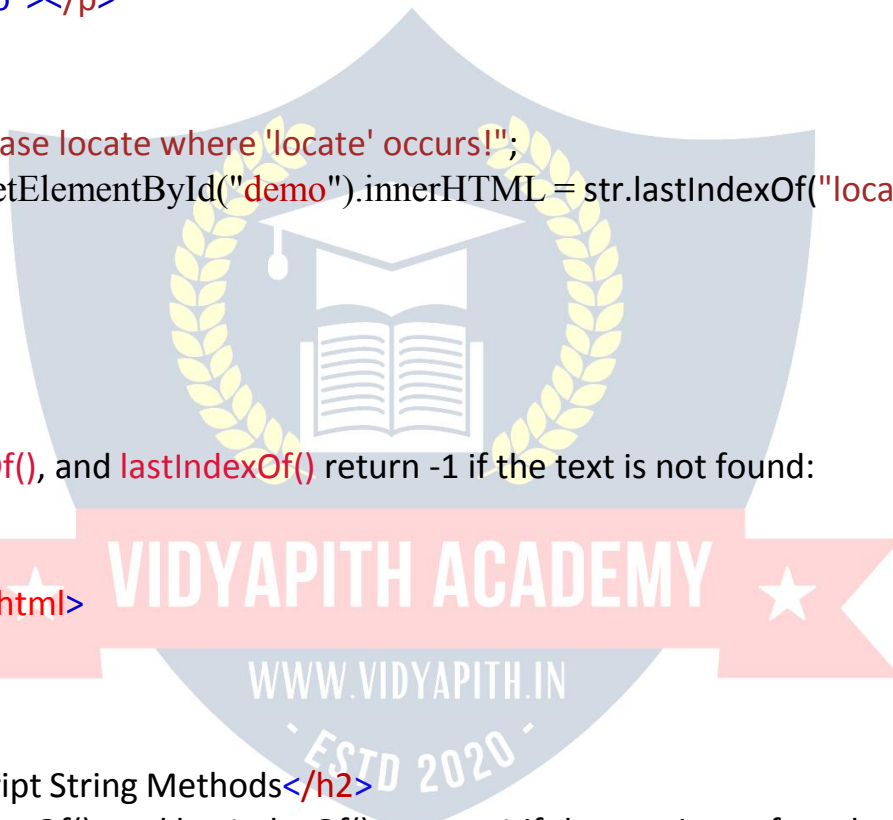 ></p>
ase locate where 'locate' occurs!";
etElementById("demo").innerHTML = str.lastIndexOf("loca
f(), and lastIndexOf() return -1 if the text is not found:
VIDYAPITH ACADEMY
html>
WWW.VIDYAPITH.IN
- ESTD 2020 -
ipt String Methods</h2>